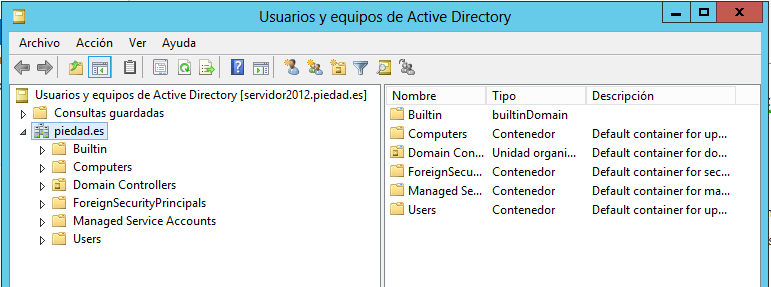 Usuarios y equipos de Active Directory
Archivo Acción Ver Ayuda
Usuarios y equipos de Active Directory [servidor2012.piedad.es]
Consultas guardadas
piedad.es
Builtin
Computers
Domain Controllers
ForeignSecurityPrincipals
Managed Service Accounts
Users
Nombre Tipo Descripción
Builtin builtinDomain
Computers Contenedor Default container for up...
Domain Con... Unidad organi... Default container for do...
ForeignSecu... Contenedor Default container for sec...
Managed Se... Contenedor Default container for ma...
Users Contenedor Default container for up...